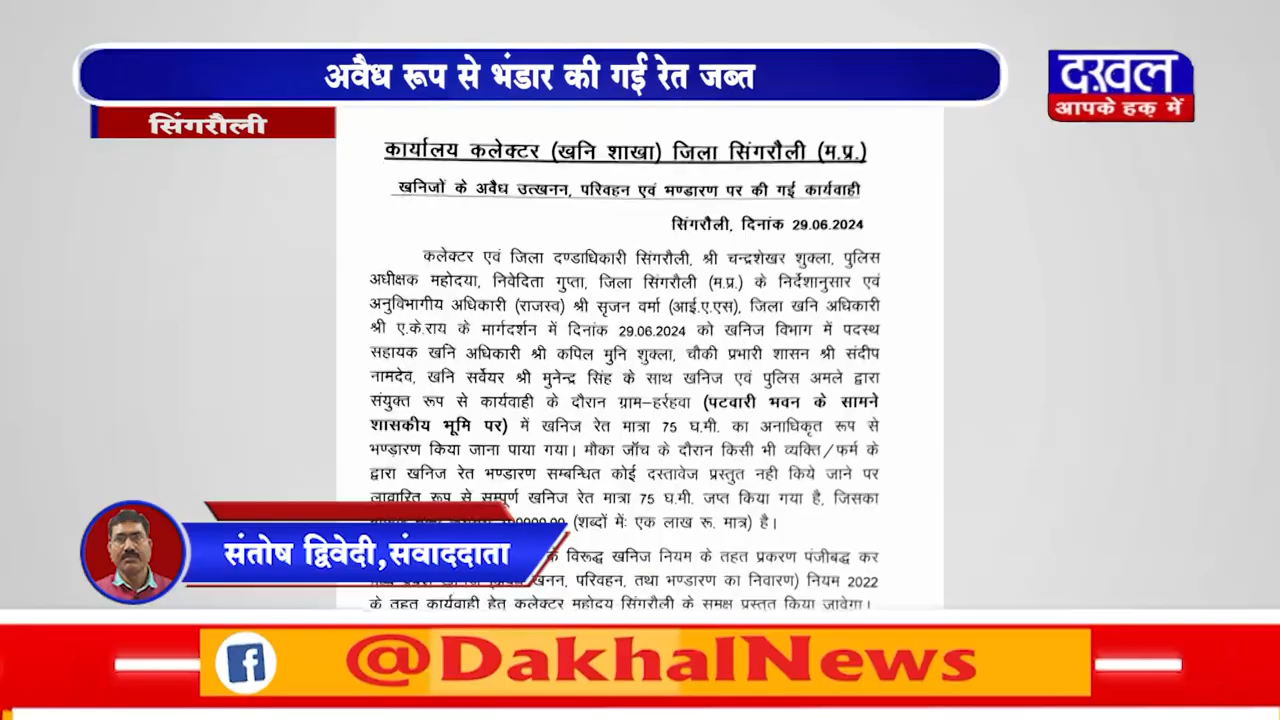 अवैध रूप से भंडार की गई रेत जब्त
दख़ल
आपके हक़ में
सिंगरौली
कार्यालय कलेक्टर (खनि शाखा) जिला सिंगरौली (म.प्र.)
खनिजों के अवैध उत्खनन, परिवहन एवं भण्डारण पर की गई कार्यवाही
सिंगरौली, दिनांक 29.06.2024
कलेक्टर एवं जिला दण्डाधिकारी सिंगरौली, श्री चन्द्रशेखर शुक्ला, पुलिस
अधीक्षक महोदया, निवेदिता गुप्ता, जिला सिंगरौली (म.प्र.) के निर्देशानुसार एवं
अनुविभागीय अधिकारी (राजस्व) श्री सृजन वर्मा (आई.ए.एस), जिला खनि अधिकारी
श्री ए.के.राय के मार्गदर्शन में दिनांक 29.06.2024 को खनिज विभाग में पदस्थ
सहायक खनि अधिकारी श्री कपिल मुनि शुक्ला, चौकी प्रभारी शासन श्री संदीप
नामदेव, खनि सर्वेयर श्री मुनेन्द्र सिंह के साथ खनिज एवं पुलिस अमले द्वारा
संयुक्त रूप से कार्यवाही के दौरान ग्राम–हर्रहवा (पटवारी भवन के सामने
शासकीय भूमि पर) में खनिज रेत मात्रा 75 घ.मी. का अनाधिकृत रूप से
भण्ड़ारण किया जाना पाया गया। मौका जॉच के दौरान किसी भी व्यक्ति/फर्म के
द्वारा खनिज रेत भण्डारण सम्बन्धित कोई दस्तावेज प्रस्तुत नही किये जाने पर
लावारित रूप से सम्पूर्ण खनिज रेत मात्रा 75 घ.मी. जप्त किया गया है, जिसका
(शब्दों में: एक लाख रू. मात्र) है।
के विरूद्ध खनिज नियम के तहत प्रकरण पंजीबद्ध कर
खनन, परिवहन, तथा भण्डारण का निवारण) नियम 2022
के तहत कार्यवाही हेतु कलेक्टर महोदय सिंगरौली के समक्ष प्रस्तुत किया जावेगा।
संतोष द्विवेदी,संवाददाता
@DakhalNews